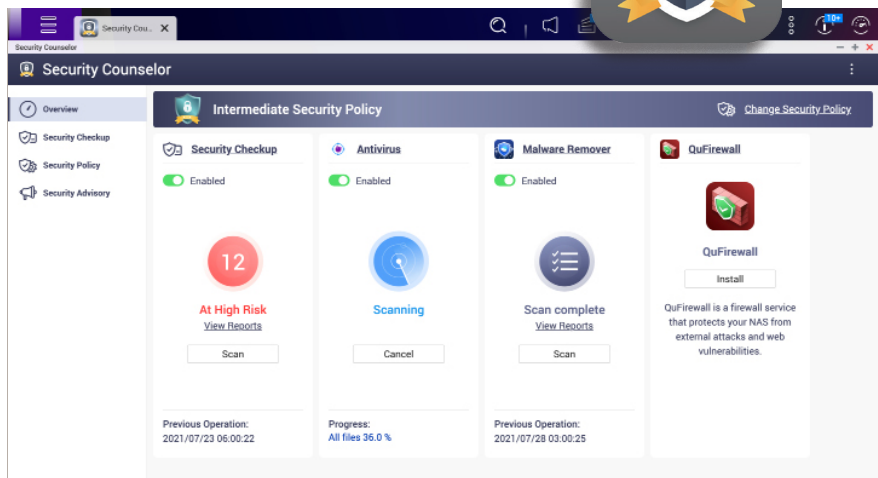 Security Cou..
10+
Security Counselor
Security Counselor
Overview
Security Checkup
Security Policy
Security Advisory
Intermediate Security Policy
Change Security Policy
Security Checkup
Enabled
12
At High Risk
View Reports
Scan
Previous Operation:
2021/07/23 06:00:22
Antivirus
Enabled
Scanning
Cancel
Progress:
All files 36.0 %
Malware Remover
Enabled
Scan complete
View Reports
Scan
Previous Operation:
2021/07/28 03:00:25
QuFirewall
QuFirewall
Install
QuFirewall is a firewall service
that protects your NAS from
external attacks and web
vulnerabilities.